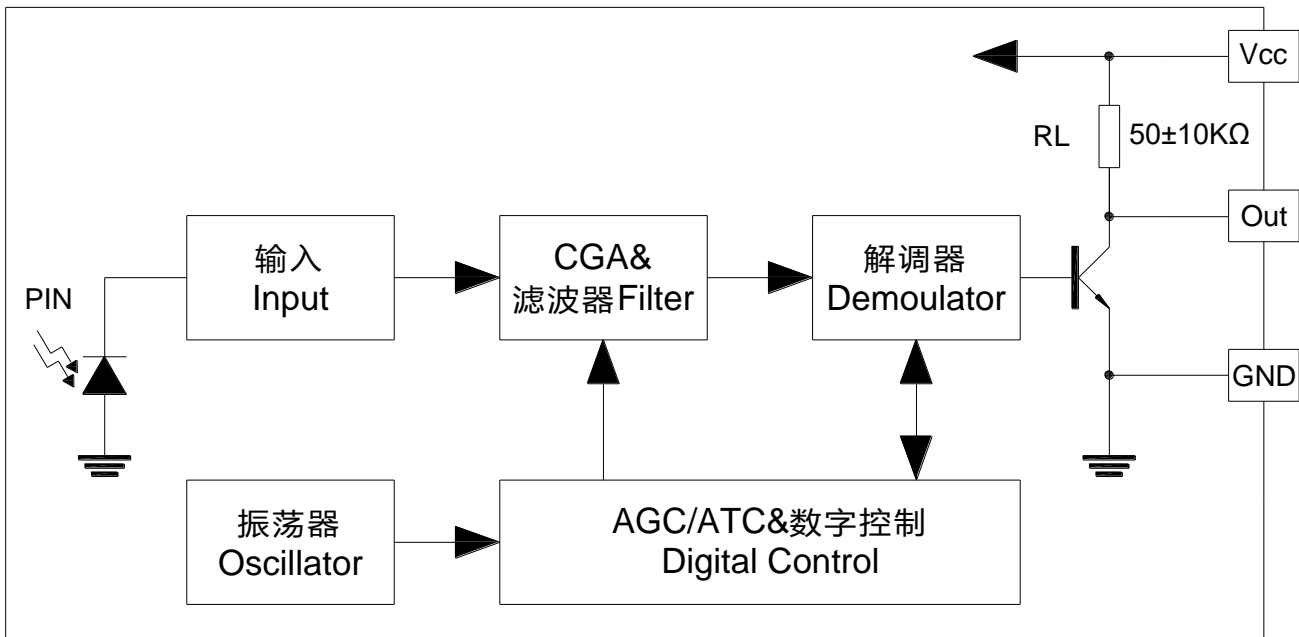 Vcc
RL
50±10KΩ
Out
输入
Input
CGA&
滤波器Filter
解调器
Demoulator
PIN
GND
振荡器
Oscillator
AGC/ATC&数字控制
Digital Control